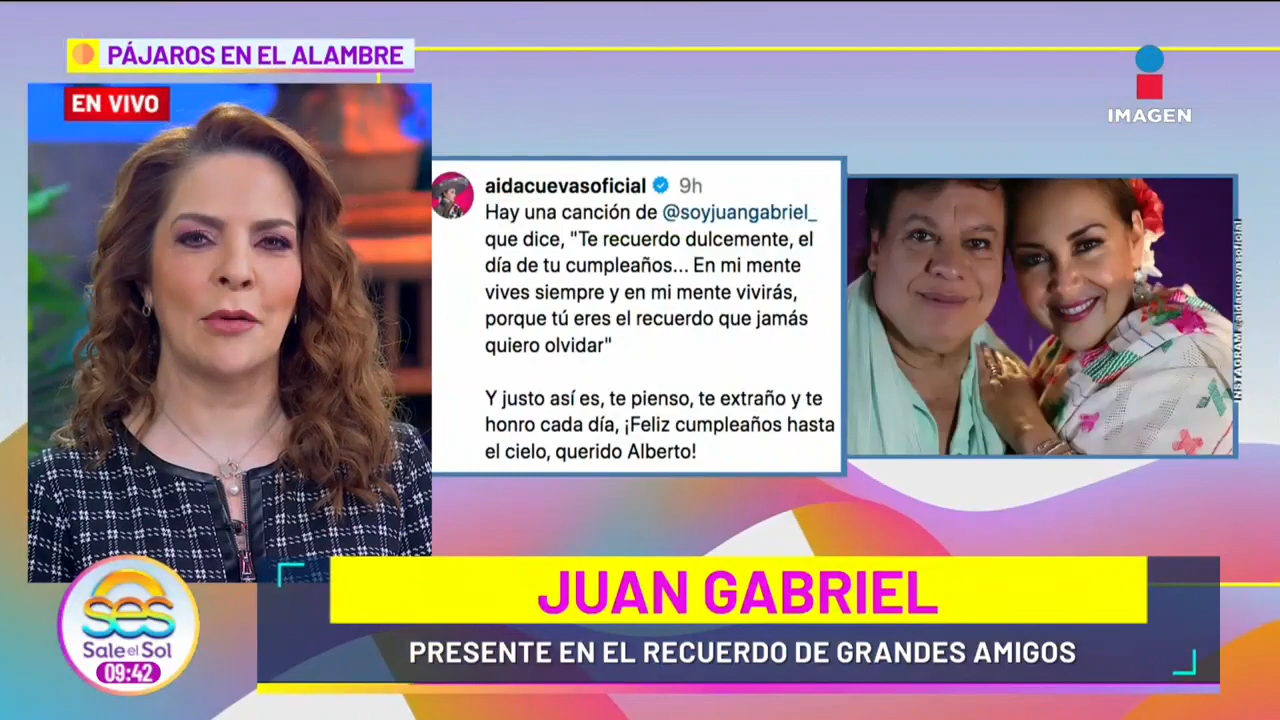 PÁJAROS EN EL ALAMBRE
EN VIVO
IMAGEN
aidacuevasoficial 9h
Hay una canción de @soyjuangabriel_
que dice, "Te recuerdo dulcemente, el
día de tu cumpleaños... En mi mente
vives siempre y en mi mente vivirás,
porque tú eres el recuerdo que jamás
quiero olvidar"
Y justo así es, te pienso, te extraño y te
honro cada día, ¡Feliz cumpleaños hasta
el cielo, querido Alberto!
INSTAGRAM @aidacuevasoficial
JUAN GABRIEL
PRESENTE EN EL RECUERDO DE GRANDES AMIGOS
ses
Sale el Sol
09:42